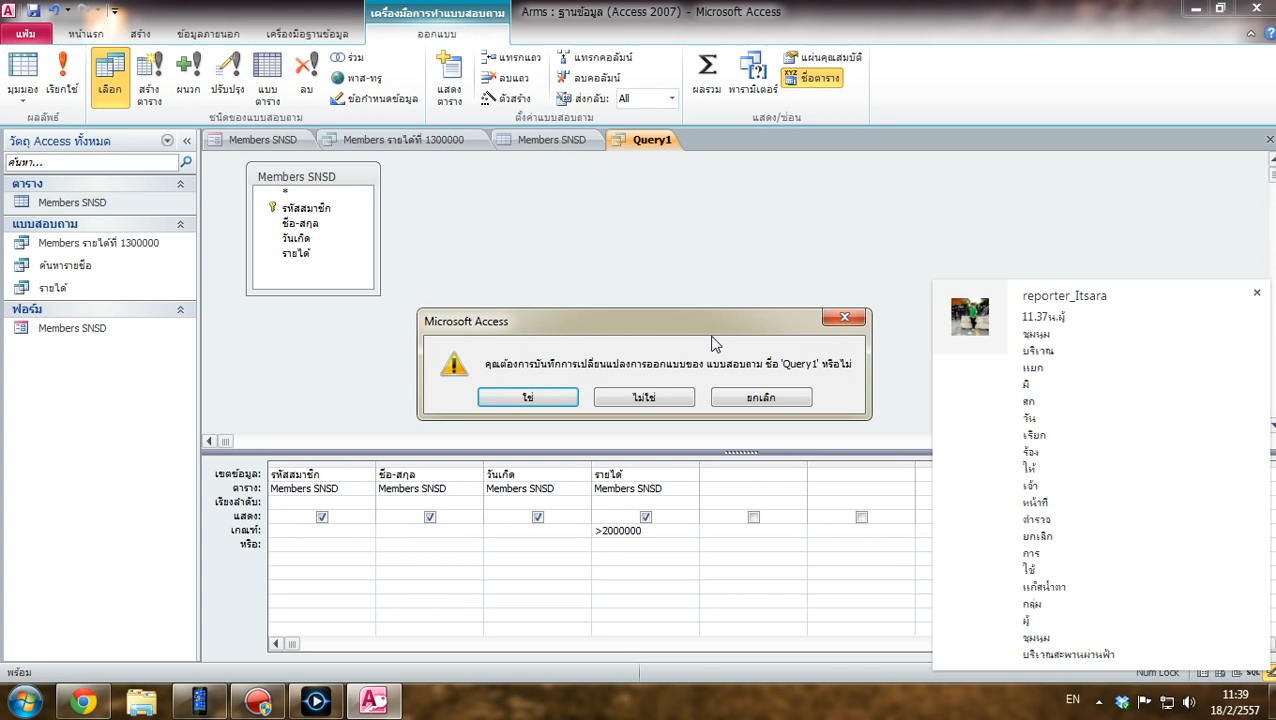 เครื่องมือการทำแบบสอบถาม
Arms : ฐานข้อมูล (Access 2007) - Microsoft Access
แฟ้ม
หน้าแรก
สร้าง
ข้อมูลภายนอก
เครื่องมือฐานข้อมูล
ออกแบบ
มุมมอง
เรียกใช้
เลือก
สร้าง
ตาราง
ผนวก
ปรับปรุง
แบบ
ตาราง
ลบ
ร่วม
พาส-ทรู
ข้อกำหนดข้อมูล
แสดง
ตาราง
แทรกแถว
ลบแถว
ตัวสร้าง
แทรกคอลัมน์
ลบคอลัมน์
ส่งกลับ: All
ผลรวม
พารามิเตอร์
แผ่นคุณสมบัติ
ชื่อตาราง
ผลลัพธ์
ชนิดของแบบสอบถาม
ตั้งค่าแบบสอบถาม
แสดง/ซ่อน
วัตถุ Access ทั้งหมด
ค้นหา...
ตาราง
Members SNSD
แบบสอบถาม
Members รายได้ที่ 1300000
ค้นหารายชื่อ
รายได้
ฟอร์ม
Members SNSD
Members SNSD
Members รายได้ที่ 1300000
Members SNSD
Query1
Members SNSD
*
รหัสสมาชิก
ชื่อ-สกุล
วันเกิด
รายได้
Microsoft Access
คุณต้องการบันทึกการเปลี่ยนแปลงการออกแบบของ แบบสอบถาม ชื่อ 'Query1' หรือไม่
ใช่
ไม่ใช่
ยกเลิก
เขตข้อมูล: รหัสสมาชิก ชื่อ-สกุล วันเกิด รายได้
ตาราง: Members SNSD Members SNSD Members SNSD Members SNSD
เรียงลำดับ:
แสดง:
เกณฑ์: >2000000
หรือ:
reporter_Itsara
11.37น.ผู้
ชุมนุม
บริเวณ
แยก
มิ
สก
วัน
เรียก
ร้อง
ให้
เจ้า
หน้าที่
ตำรวจ
ยกเลิก
การ
ใช้
แก๊สน้ำตา
กลุ่ม
ผู้
ชุมนุม
บริเวณสะพานผ่านฟ้า
พร้อม
Num Lock
SQL
EN
11:39
18/2/2557